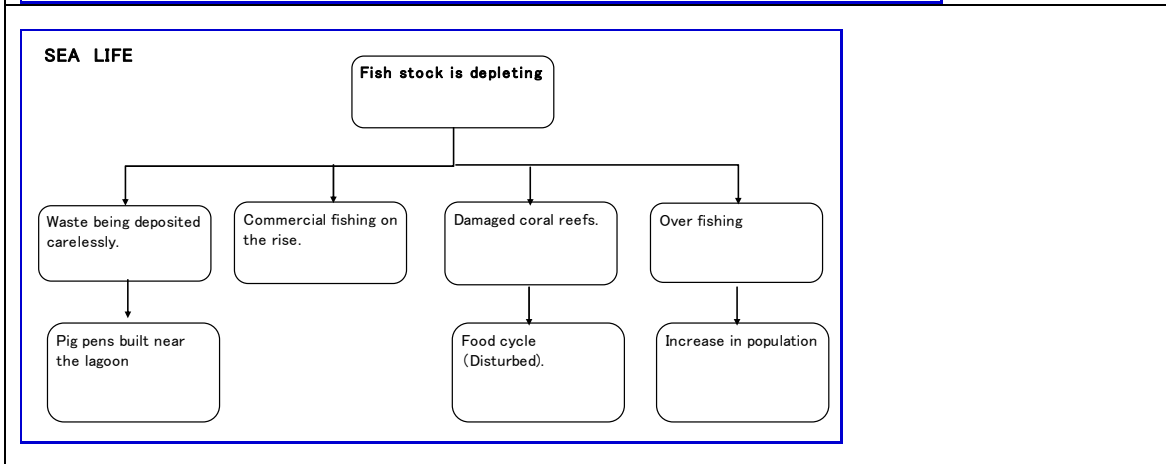 SEA LIFE
Fish stock is depleting
Waste being deposited
carelessly.
Commercial fishing on
the rise.
Damaged coral reefs.
Over fishing
Pig pens built near
the lagoon
Food cycle
(Disturbed).
Increase in population